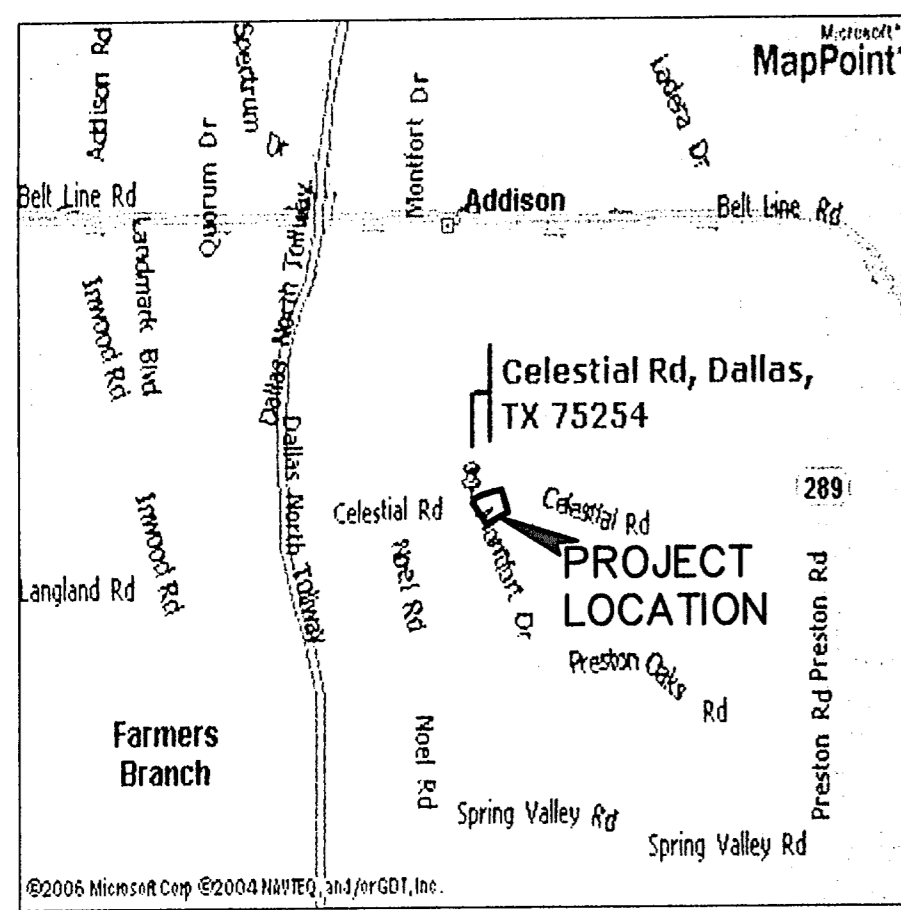 Microsoft®
MapPoint®
Addison Rd
Spectrum Dr
Quorum Dr
Montfort Dr
Ladera Dr
Belt Line Rd
Addison
Belt Line Rd
Landmark Blvd
Inwood Rd
Dallas North Tollway
Celestial Rd, Dallas,
TX 75254
289
Dallas North Tollway
Celestial Rd
Celestial Rd
Inwood Rd
Noel Rd
Montfort Dr
PROJECT
LOCATION
Langland Rd
Preston Rd
Preston Oaks
Rd
Farmers
Branch
Noel Rd
Preston Rd
Spring Valley Rd
Spring Valley Rd
©2006 Microsoft Corp ©2004 NAVTEQ, and/or GDT, Inc.